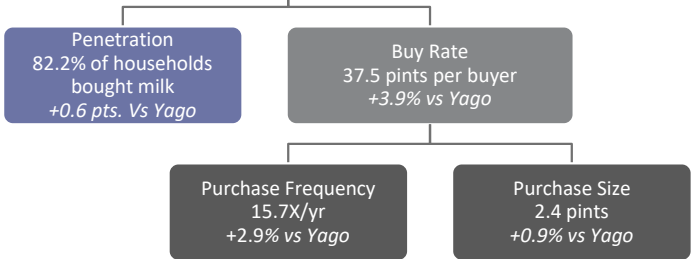 Penetration
82.2% of households
bought milk
+0.6 pts. Vs Yago
Buy Rate
37.5 pints per buyer
+3.9% vs Yago
Purchase Frequency
15.7X/yr
+2.9% vs Yago
Purchase Size
2.4 pints
+0.9% vs Yago